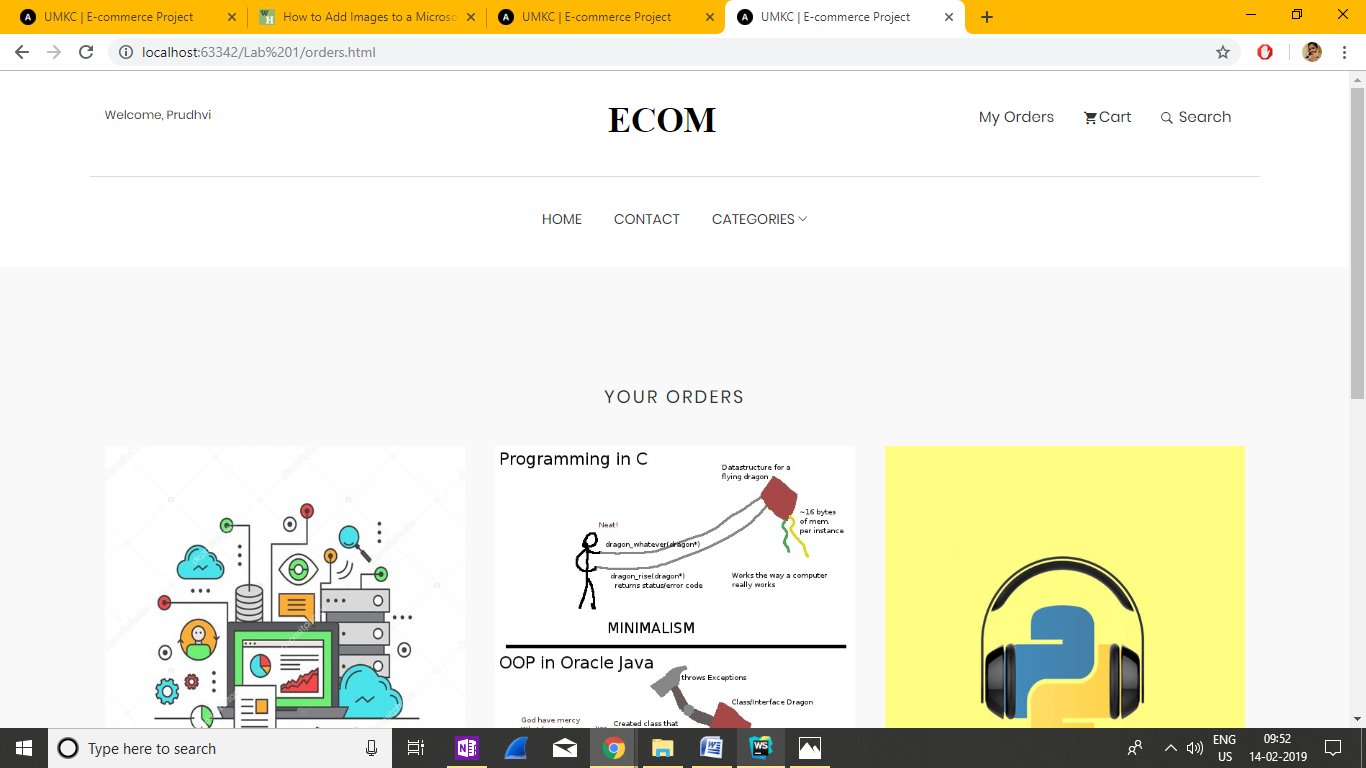 UMKC | E-commerce Project
How to Add Images to a Microso
UMKC | E-commerce Project
UMKC | E-commerce Project
localhost:63342/Lab%201/orders.html
Welcome, Prudhvi
ECOM
My Orders
Cart
Search
HOME
CONTACT
CATEGORIES
YOUR ORDERS
Programming in C
Datastructure for a
flying dragon
~16 bytes
of mem.
per instance
Neat!
dragon_whatever(dragon*)
dragon_rise(dragon*)
returns status/error code
Works the way a computer
really works
MINIMALISM
OOP in Oracle Java
throws Exceptions
Class/Interface Dragon
God have mercy
Created class that
Type here to search
ENG
US
09:52
14-02-2019